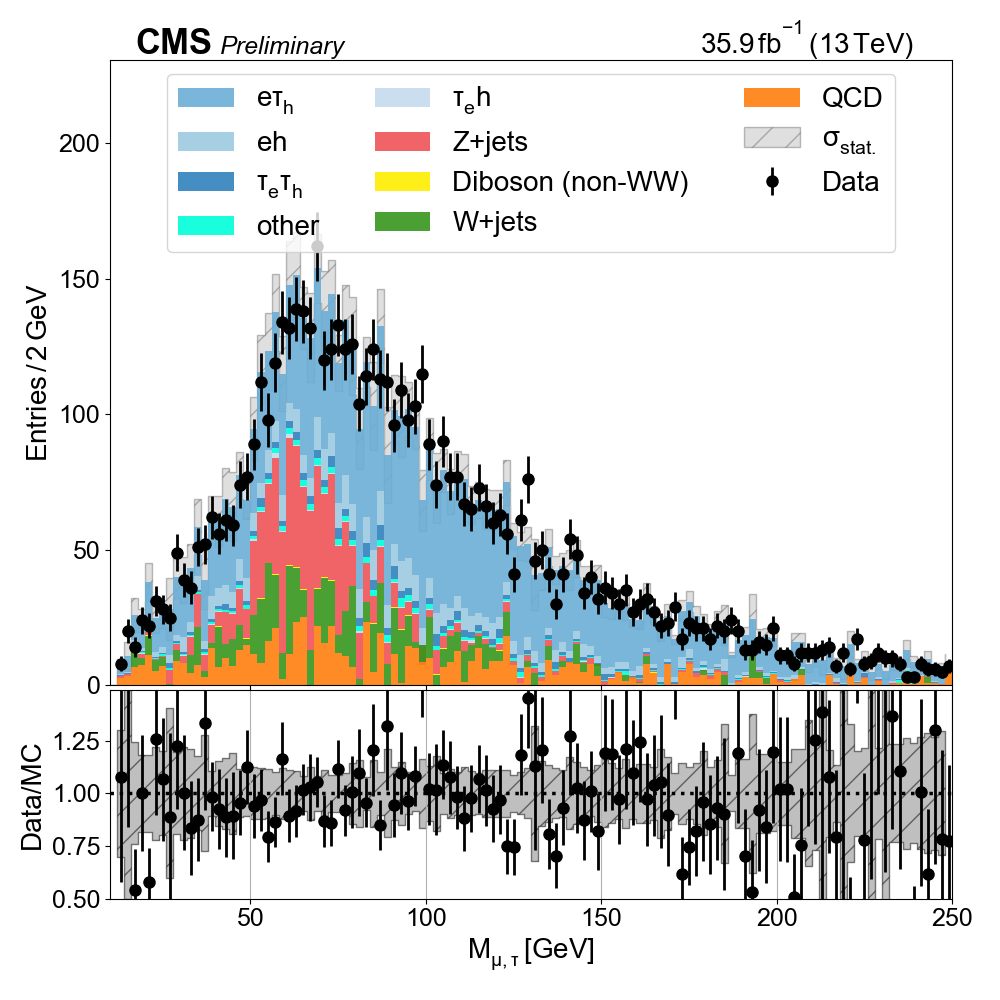 CMS Preliminary 35.9 fb⁻¹ (13 TeV)
eτₕ τₑh QCD
eh Z+jets σstat.
τₑτₕ Diboson (non-WW) Data
other W+jets
Entries / 2 GeV
200
150
100
50
0
Data/MC
1.25
1.00
0.75
0.50
50 100 150 200 250
Mμ, τ [GeV]